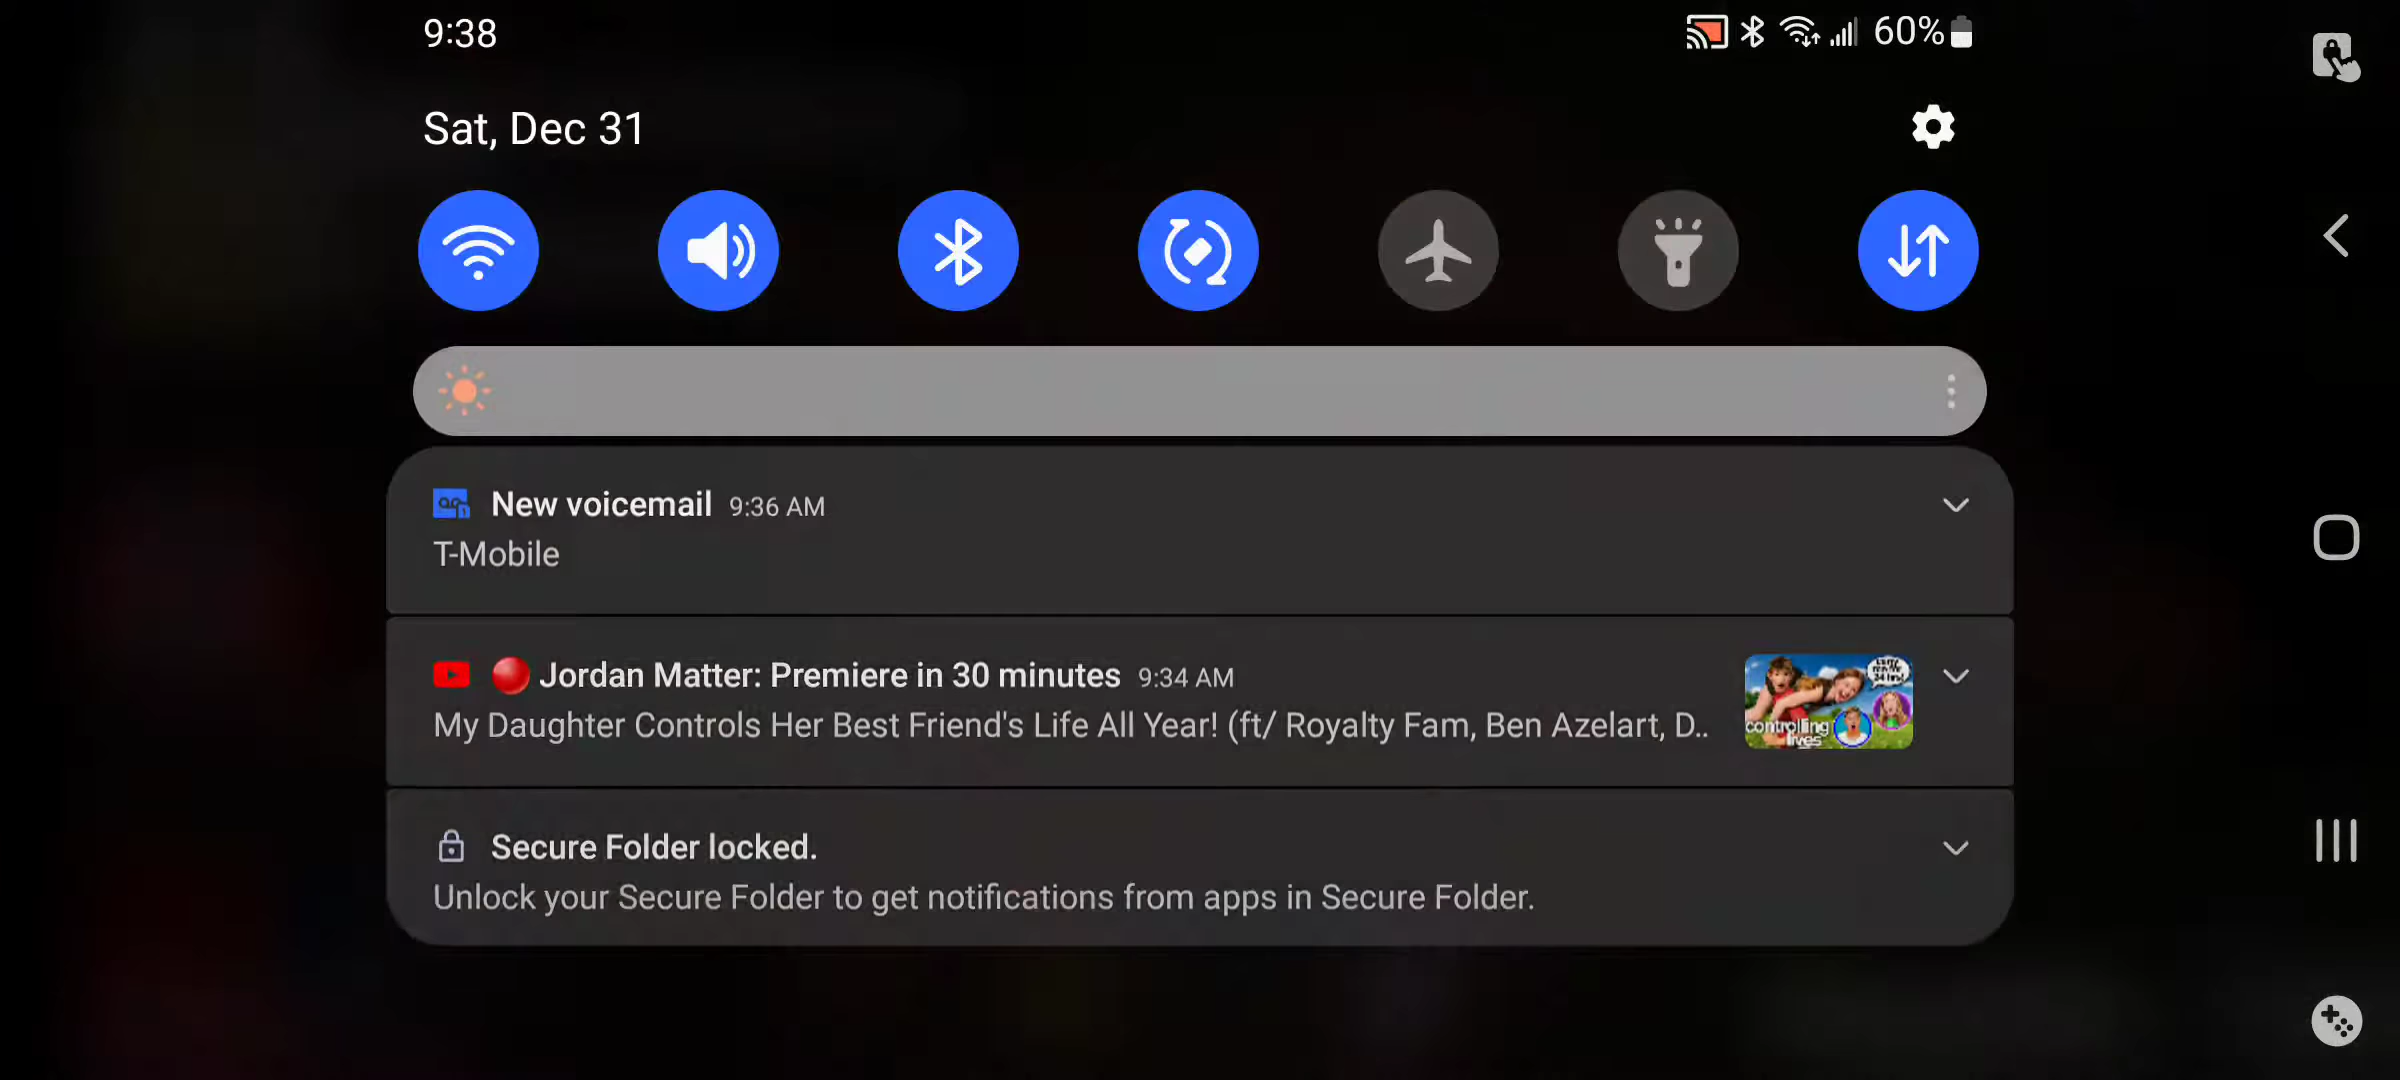 9:38
60%
Sat, Dec 31
New voicemail 9:36 AM
T-Mobile
Jordan Matter: Premiere in 30 minutes 9:34 AM
My Daughter Controls Her Best Friend's Life All Year! (ft/ Royalty Fam, Ben Azelart, D..
controlling
lives
Secure Folder locked.
Unlock your Secure Folder to get notifications from apps in Secure Folder.